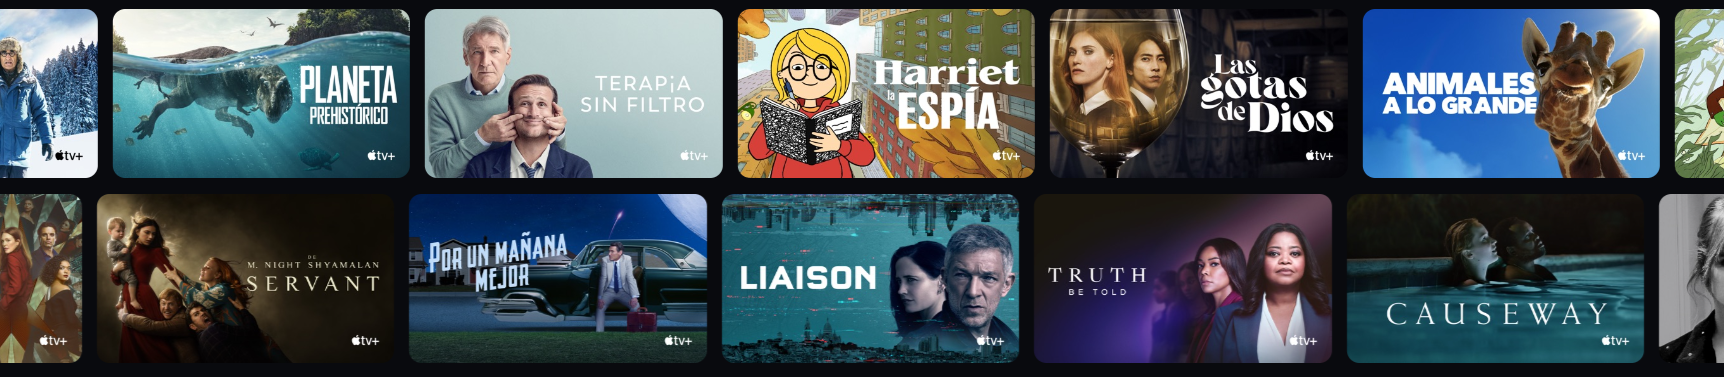 tv+
PLANETA
PREHISTÓRICO
tv+
TERAP¡A
SIN FILTRO
tv+
Harriet
la ESPÍA
tv+
Las
gotas
de Dios
tv+
ANIMALES
A LO GRANDE
tv+
tv+
DE
M. NIGHT SHYAMALAN
SERVANT
tv+
POR UN MAÑANA
MEJOR
tv+
LIAISON
tv+
TRUTH
BE TOLD
tv+
CAUSEWAY
tv+